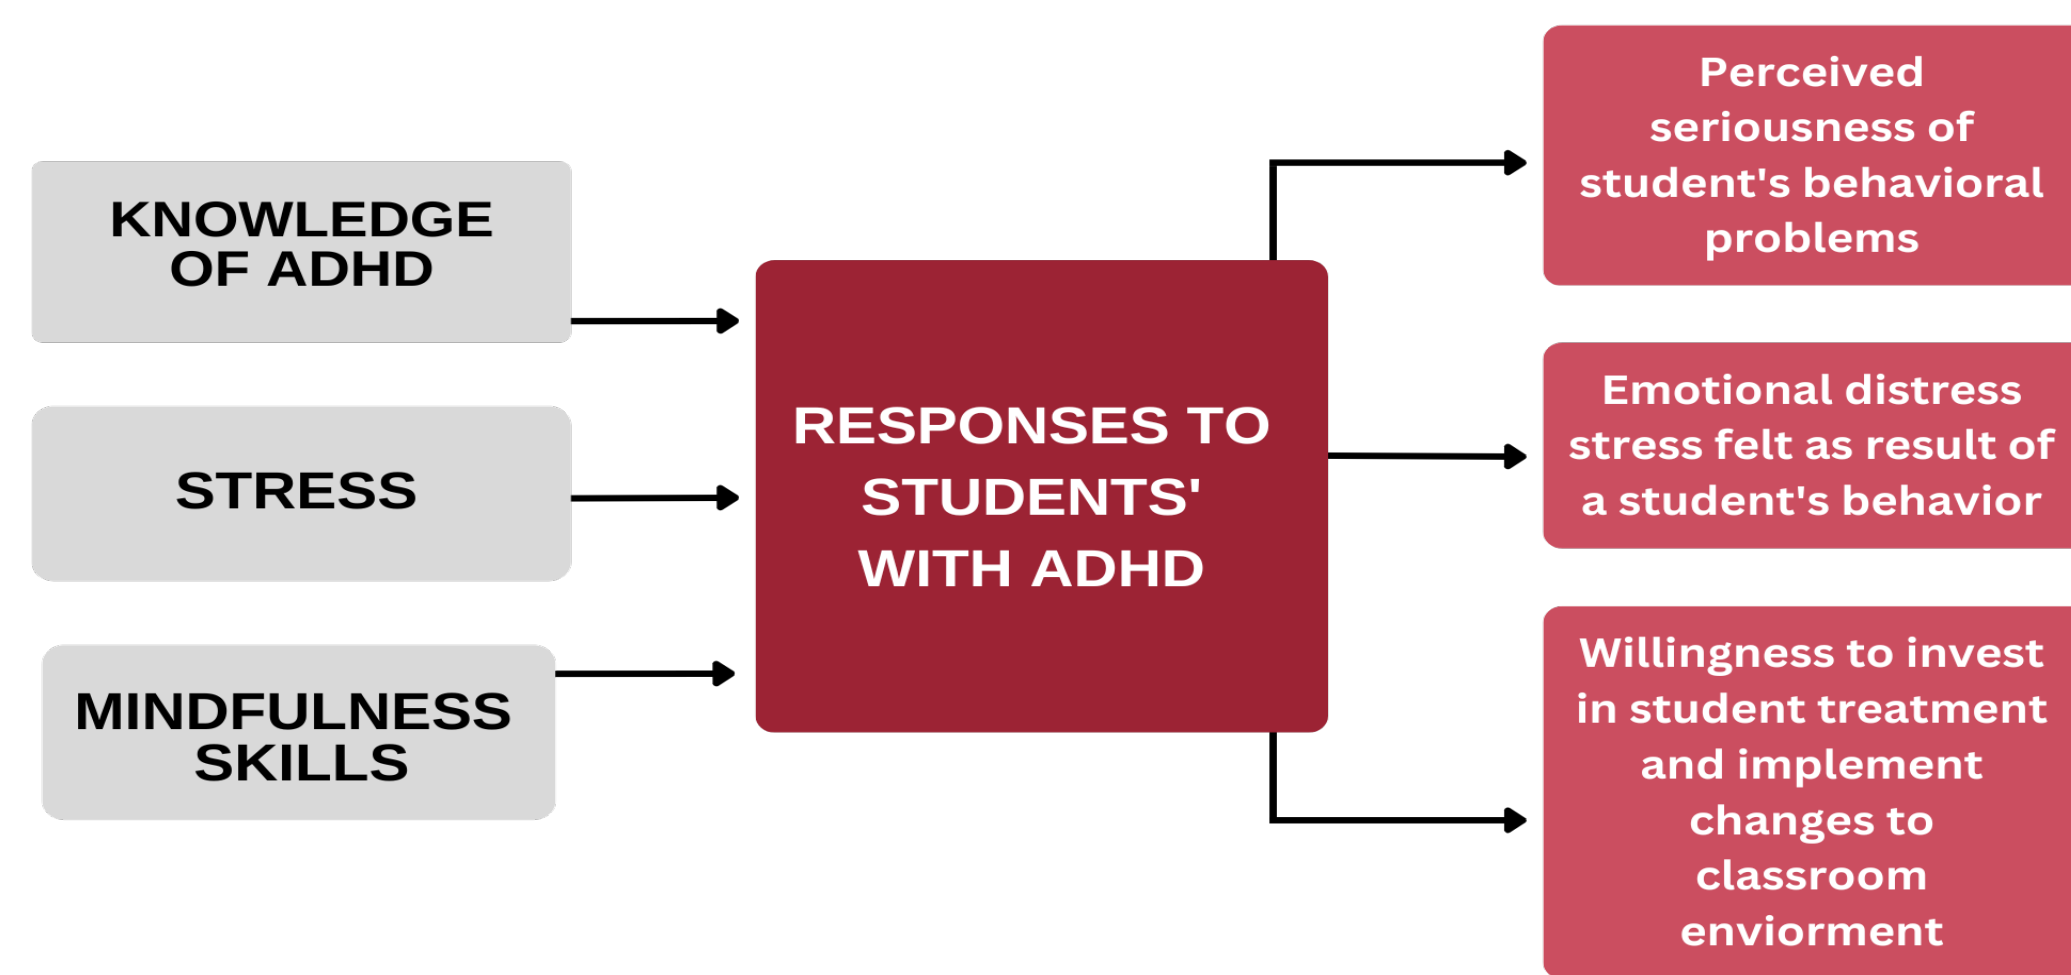 KNOWLEDGE
OF ADHD
STRESS
MINDFULNESS
SKILLS
RESPONSES TO
STUDENTS'
WITH ADHD
Perceived
seriousness of
student's behavioral
problems
Emotional distress
stress felt as result of
a student's behavior
Willingness to invest
in student treatment
and implement
changes to
classroom
enviorment